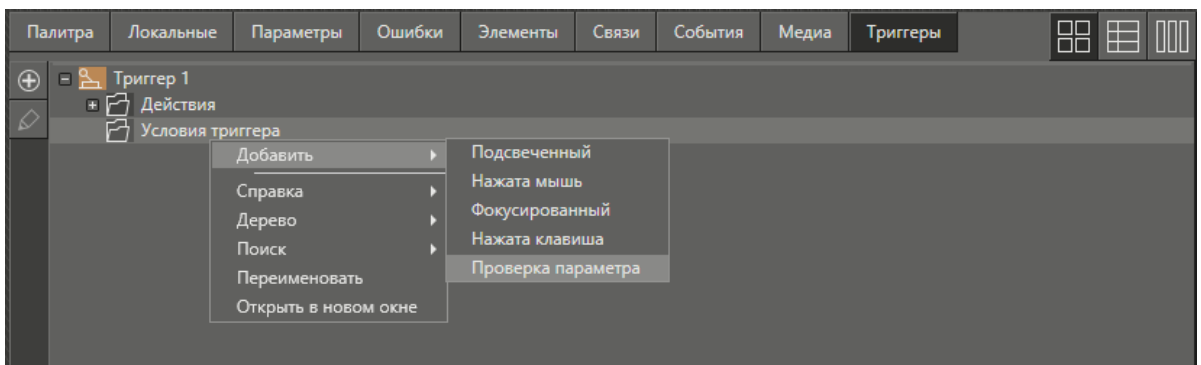 Палитра Локальные Параметры Ошибки Элементы Связи События Медиа Триггеры
Триггер 1
Действия
Условия триггера
Добавить
Справка
Дерево
Поиск
Переименовать
Открыть в новом окне
Подсвеченный
Нажата мышь
Фокусированный
Нажата клавиша
Проверка параметра